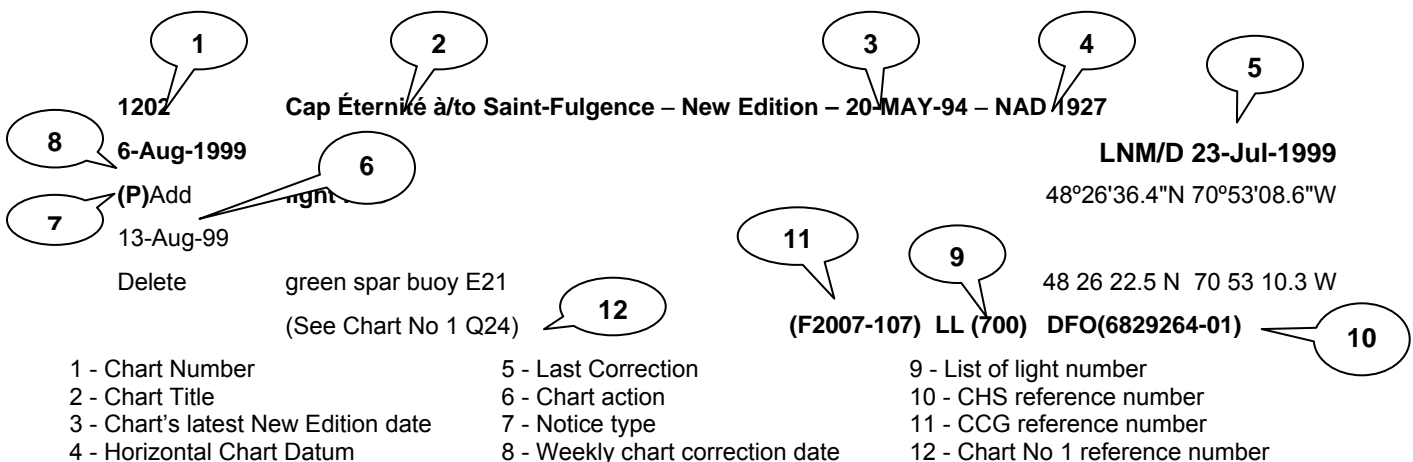 1 2 3 4
5
1202 Cap Éternité à/to Saint-Fulgence – New Edition – 20-MAY-94 – NAD 1927
8 6-Aug-1999 6 LNM/D 23-Jul-1999
(P)Add light 48º26'36.4"N 70º53'08.6"W
7 13-Aug-99 11 9
Delete green spar buoy E21 48 26 22.5 N 70 53 10.3 W
(See Chart No 1 Q24) 12 (F2007-107) LL (700) DFO(6829264-01) 10
1 - Chart Number 5 - Last Correction 9 - List of light number
2 - Chart Title 6 - Chart action 10 - CHS reference number
3 - Chart's latest New Edition date 7 - Notice type 11 - CCG reference number
4 - Horizontal Chart Datum 8 - Weekly chart correction date 12 - Chart No 1 reference number